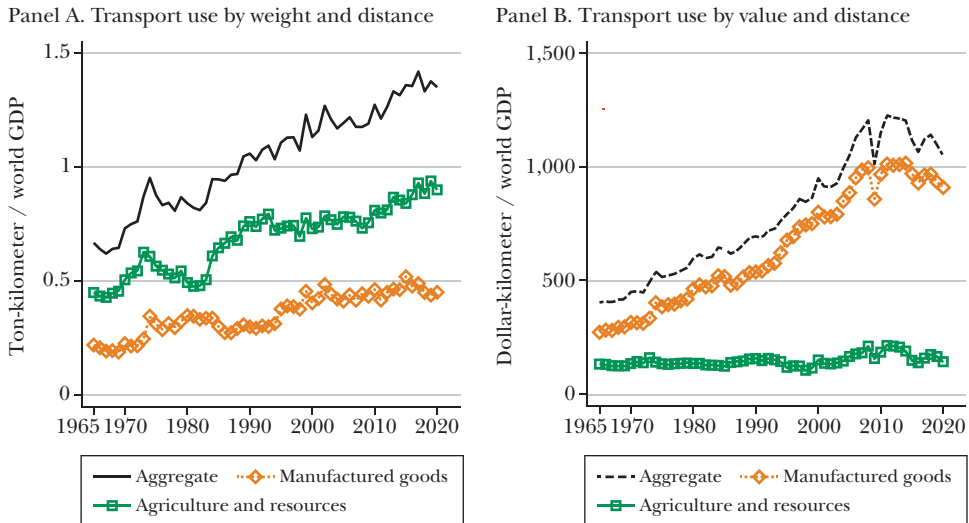 Panel A. Transport use by weight and distance
Ton-kilometer / world GDP
1.5
1
0.5
0
1965 1970 1980 1990 2000 2010 2020
Aggregate Manufactured goods
Agriculture and resources
Panel B. Transport use by value and distance
Dollar-kilometer / world GDP
1,500
1,000
500
0
1965 1970 1980 1990 2000 2010 2020
Aggregate Manufactured goods
Agriculture and resources